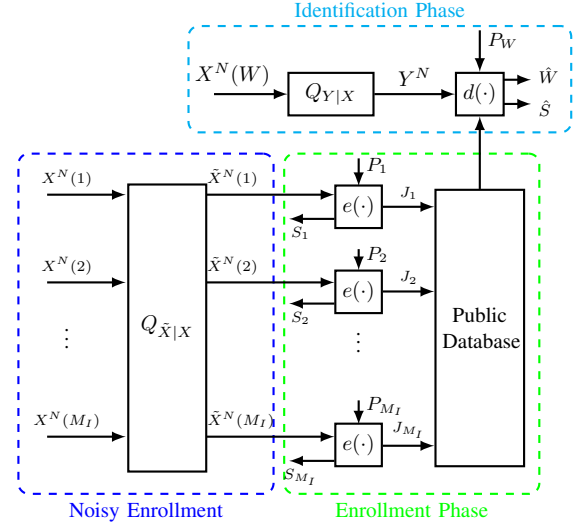 Identification Phase
P_W
X^N(W) Q_{Y|X} Y^N d(·) Ŵ
Ŝ
X^N(1) X̃^N(1) P_1 e(·) J_1
S_1
X^N(2) X̃^N(2) P_2 e(·) J_2
S_2
⋮ Q_{X̃|X} ⋮ Public
Database
X^N(M_I) X̃^N(M_I) P_{M_I} e(·) J_{M_I}
S_{M_I}
Noisy Enrollment Enrollment Phase